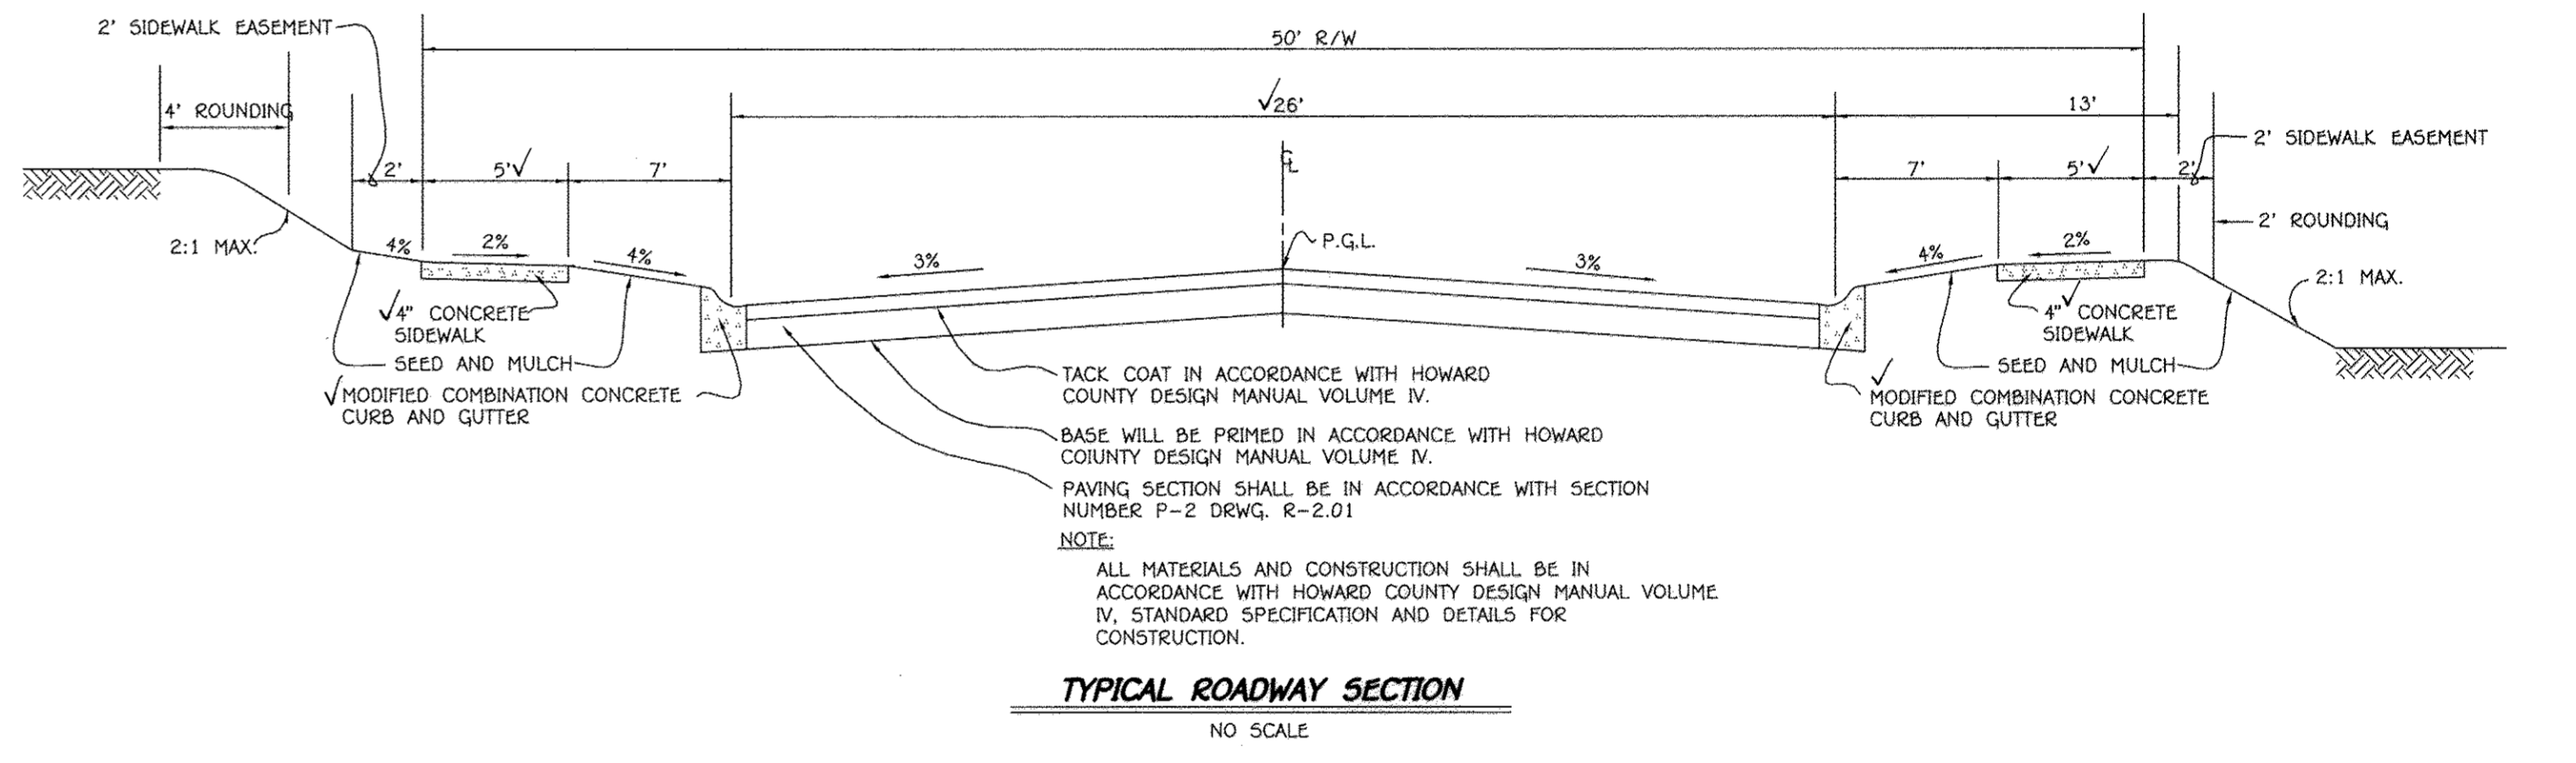 2' SIDEWALK EASEMENT
50' R/W
4' ROUNDING
√26'
13'
2' SIDEWALK EASEMENT
2'
5'√
7'
℄
7'
5'√
2'
2' ROUNDING
2:1 MAX.
4%
2%
4%
3%
P.G.L.
3%
4%
2%
2:1 MAX.
√4" CONCRETE
SIDEWALK
√
4" CONCRETE
SIDEWALK
SEED AND MULCH
SEED AND MULCH
√MODIFIED COMBINATION CONCRETE
CURB AND GUTTER
√
MODIFIED COMBINATION CONCRETE
CURB AND GUTTER
TACK COAT IN ACCORDANCE WITH HOWARD
COUNTY DESIGN MANUAL VOLUME IV.
BASE WILL BE PRIMED IN ACCORDANCE WITH HOWARD
COIUNTY DESIGN MANUAL VOLUME IV.
PAVING SECTION SHALL BE IN ACCORDANCE WITH SECTION
NUMBER P-2 DRWG. R-2.01
NOTE:
ALL MATERIALS AND CONSTRUCTION SHALL BE IN
ACCORDANCE WITH HOWARD COUNTY DESIGN MANUAL VOLUME
IV, STANDARD SPECIFICATION AND DETAILS FOR
CONSTRUCTION.
TYPICAL ROADWAY SECTION
NO SCALE